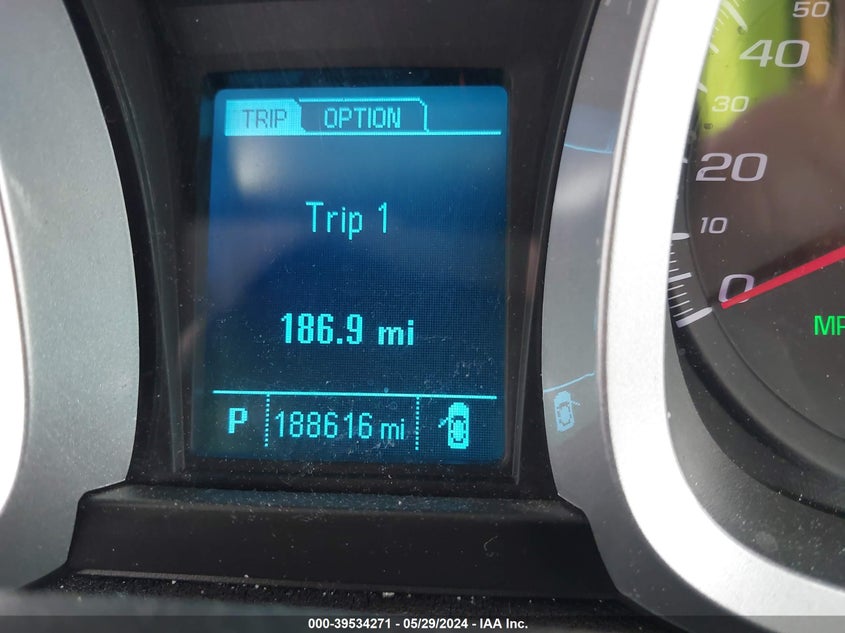 TRIP OPTION
Trip 1
186.9 mi
P 188616 mi
50
40
30
20
10
0
000-39534271 - 05/29/2024 - IAA Inc.